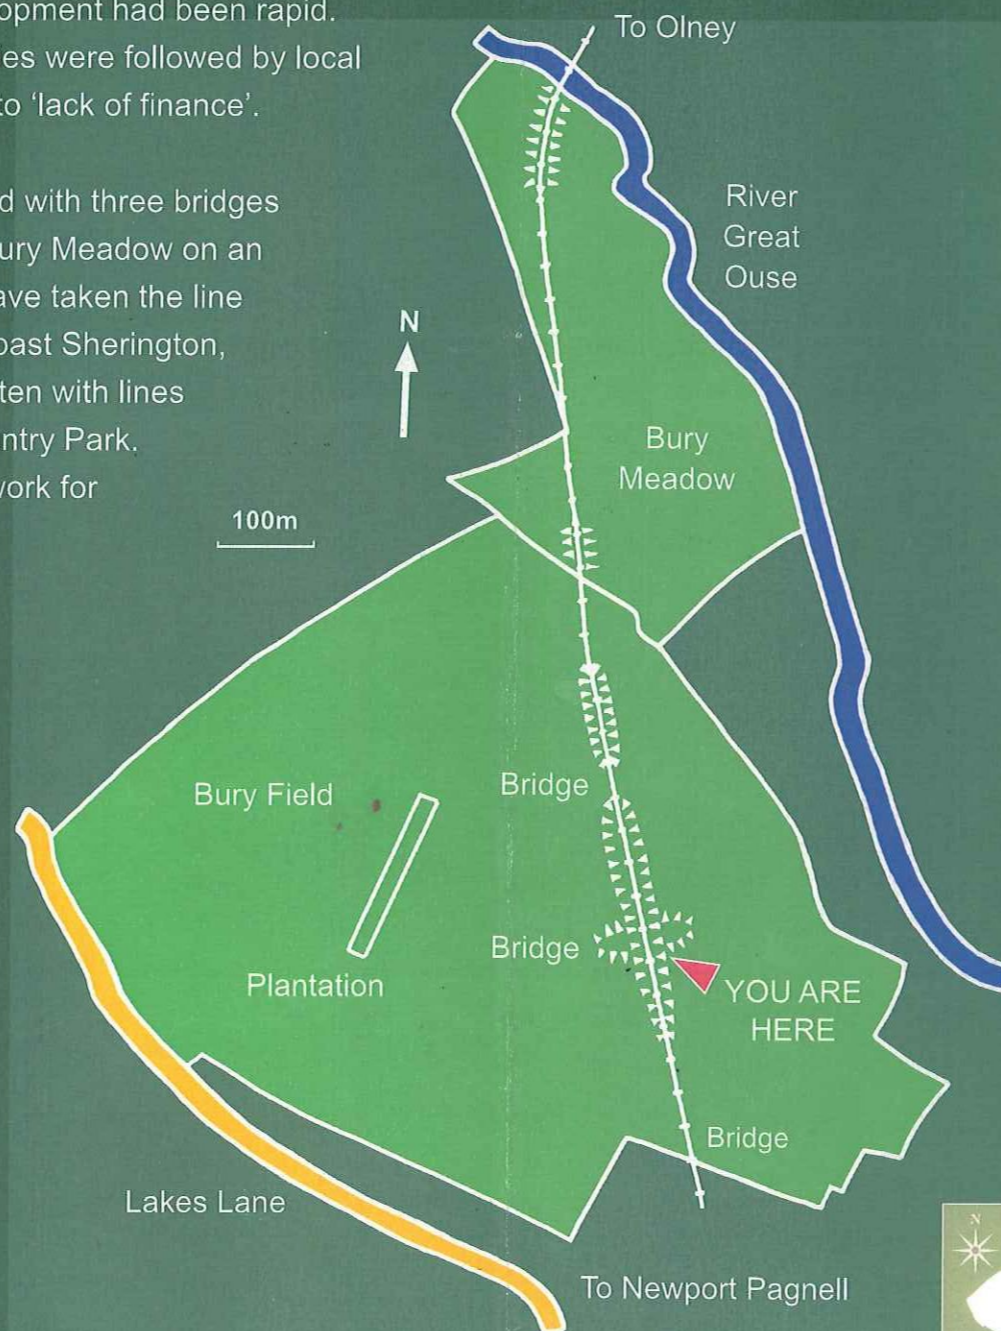 opment had been rapid.
es were followed by local
to ‘lack of finance’.
d with three bridges
ury Meadow on an
ave taken the line
past Sherington,
ten with lines
ntry Park.
work for
To Olney
River
Great
Ouse
N
Bury
Meadow
100m
Bury Field
Bridge
Bridge
Plantation
YOU ARE
HERE
Bridge
Lakes Lane
To Newport Pagnell
N